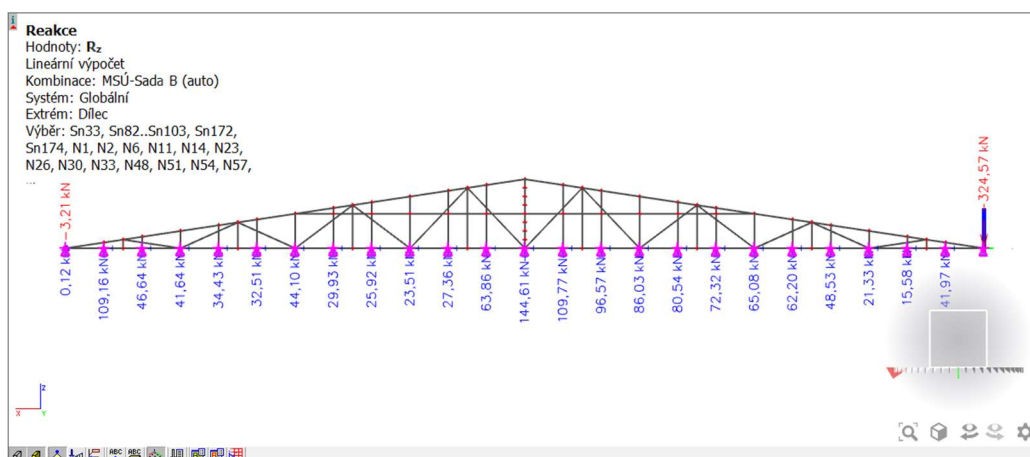 Reakce
Hodnoty: Rz
Lineární výpočet
Kombinace: MSÚ-Sada B (auto)
Systém: Globální
Extrém: Dílec
Výběr: Sn33, Sn82..Sn103, Sn172,
Sn174, N1, N2, N6, N11, N14, N23,
N26, N30, N33, N48, N51, N54, N57,
...
-3,21 kN
-324,57 kN
0,12 kN
109,16 kN
46,64 kN
41,64 kN
34,43 kN
32,51 kN
44,10 kN
29,93 kN
25,92 kN
23,51 kN
27,36 kN
63,86 kN
144,61 kN
109,77 kN
96,57 kN
86,03 kN
80,54 kN
72,32 kN
65,08 kN
62,20 kN
48,53 kN
21,33 kN
15,58 kN
41,97 kN
z
x
Y
ABC
ABC